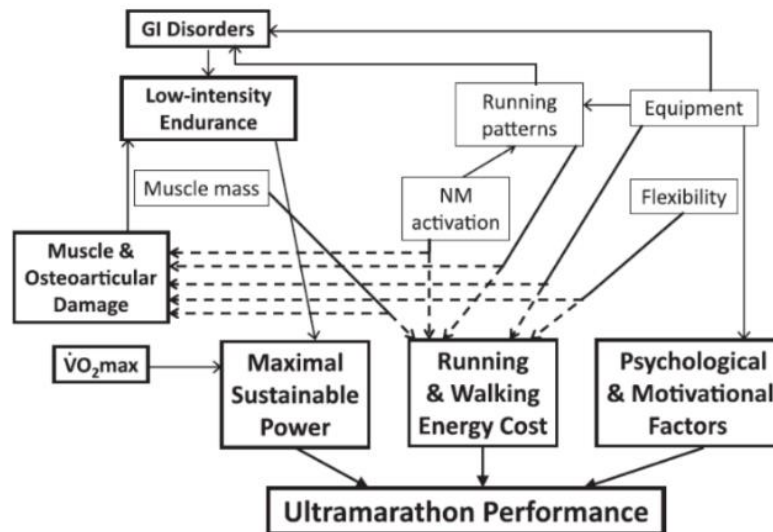 GI Disorders
Low-intensity
Endurance
Running
patterns
Equipment
Muscle mass
NM
activation
Flexibility
Muscle &
Osteoarticular
Damage
V̇O₂max
Maximal
Sustainable
Power
Running
& Walking
Energy Cost
Psychological
& Motivational
Factors
Ultramarathon Performance